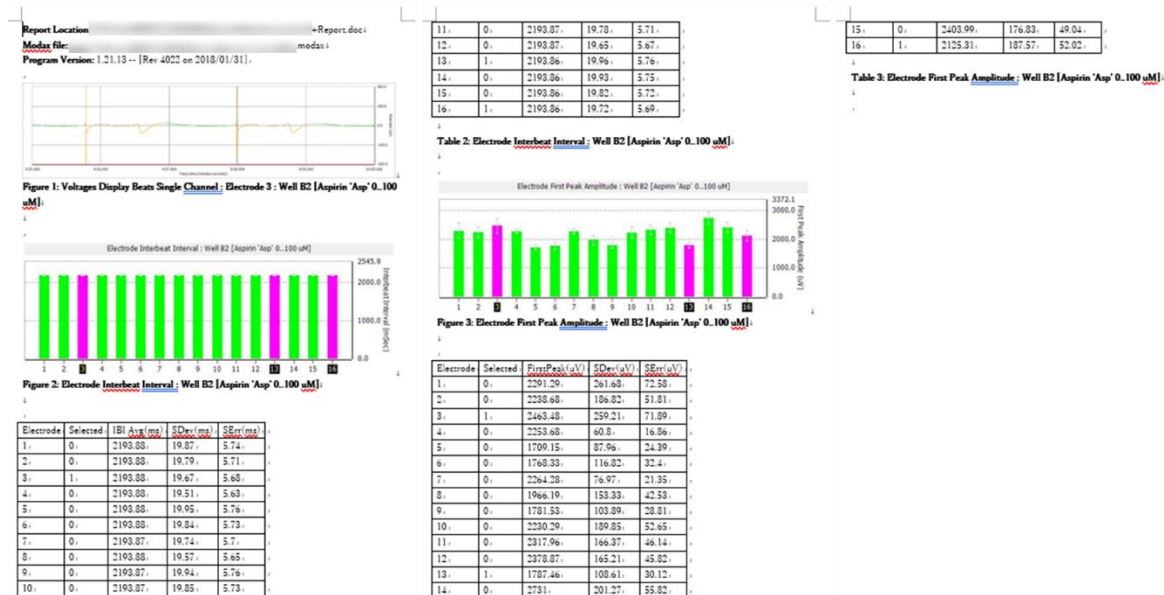 Report Location
+Report.doc
Modax file:
.modax
Program Version: 1.21.13 -- [Rev 4022 on 2018/01/31]
Figure 1: Voltages Display Beats Single Channel : Electrode 3 : Well B2 [Aspirin 'Asp' 0..100
uM]
Electrode Interbeat Interval : Well B2 [Aspirin 'Asp' 0..100 uM]
2545.9
2000.0
1000.0
0.0
Interbeat Interval (mSec)
1 2 3 4 5 6 7 8 9 10 11 12 13 14 15 16
Figure 2: Electrode Interbeat Interval : Well B2 [Aspirin 'Asp' 0..100 uM]
Electrode Selected IBI Avg(ms) SDev(ms) SErr(ms)
1 0 2193.88 19.87 5.74
2 0 2193.88 19.79 5.71
3 1 2193.88 19.67 5.68
4 0 2193.88 19.51 5.63
5 0 2193.88 19.95 5.76
6 0 2193.88 19.84 5.73
7 0 2193.87 19.74 5.7
8 0 2193.88 19.57 5.65
9 0 2193.87 19.94 5.76
10 0 2193.87 19.85 5.73
11 0 2193.87 19.78 5.71
12 0 2193.87 19.65 5.67
13 1 2193.86 19.96 5.76
14 0 2193.86 19.93 5.75
15 0 2193.86 19.82 5.72
16 1 2193.86 19.72 5.69
Table 2: Electrode Interbeat Interval : Well B2 [Aspirin 'Asp' 0..100 uM]
Electrode First Peak Amplitude : Well B2 [Aspirin 'Asp' 0..100 uM]
3372.1
3000.0
2000.0
1000.0
0.0
First Peak Amplitude (uV)
1 2 3 4 5 6 7 8 9 10 11 12 13 14 15 16
Figure 3: Electrode First Peak Amplitude : Well B2 [Aspirin 'Asp' 0..100 uM]
Electrode Selected FirstPeak(uV) SDev(uV) SErr(uV)
1 0 2291.29 261.68 72.58
2 0 2238.68 186.82 51.81
3 1 2463.48 259.21 71.89
4 0 2253.68 60.8 16.86
5 0 1709.15 87.96 24.39
6 0 1768.33 116.82 32.4
7 0 2264.28 76.97 21.35
8 0 1966.19 153.33 42.53
9 0 1781.53 103.89 28.81
10 0 2230.29 189.85 52.65
11 0 2317.96 166.37 46.14
12 0 2378.87 165.21 45.82
13 1 1787.46 108.61 30.12
14 0 2731 201.27 55.82
15 0 2403.99 176.83 49.04
16 1 2125.31 187.57 52.02
Table 3: Electrode First Peak Amplitude : Well B2 [Aspirin 'Asp' 0..100 uM]